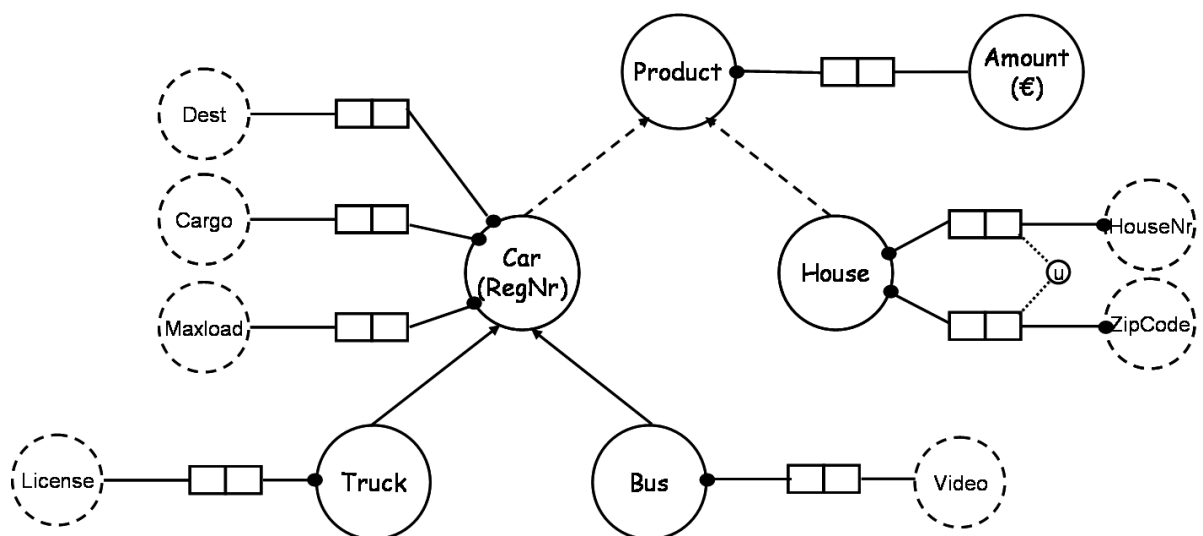 Product
Amount
(€)
Dest
Cargo
Car
(RegNr)
House
HouseNr
u
Maxload
ZipCode
License
Truck
Bus
Video